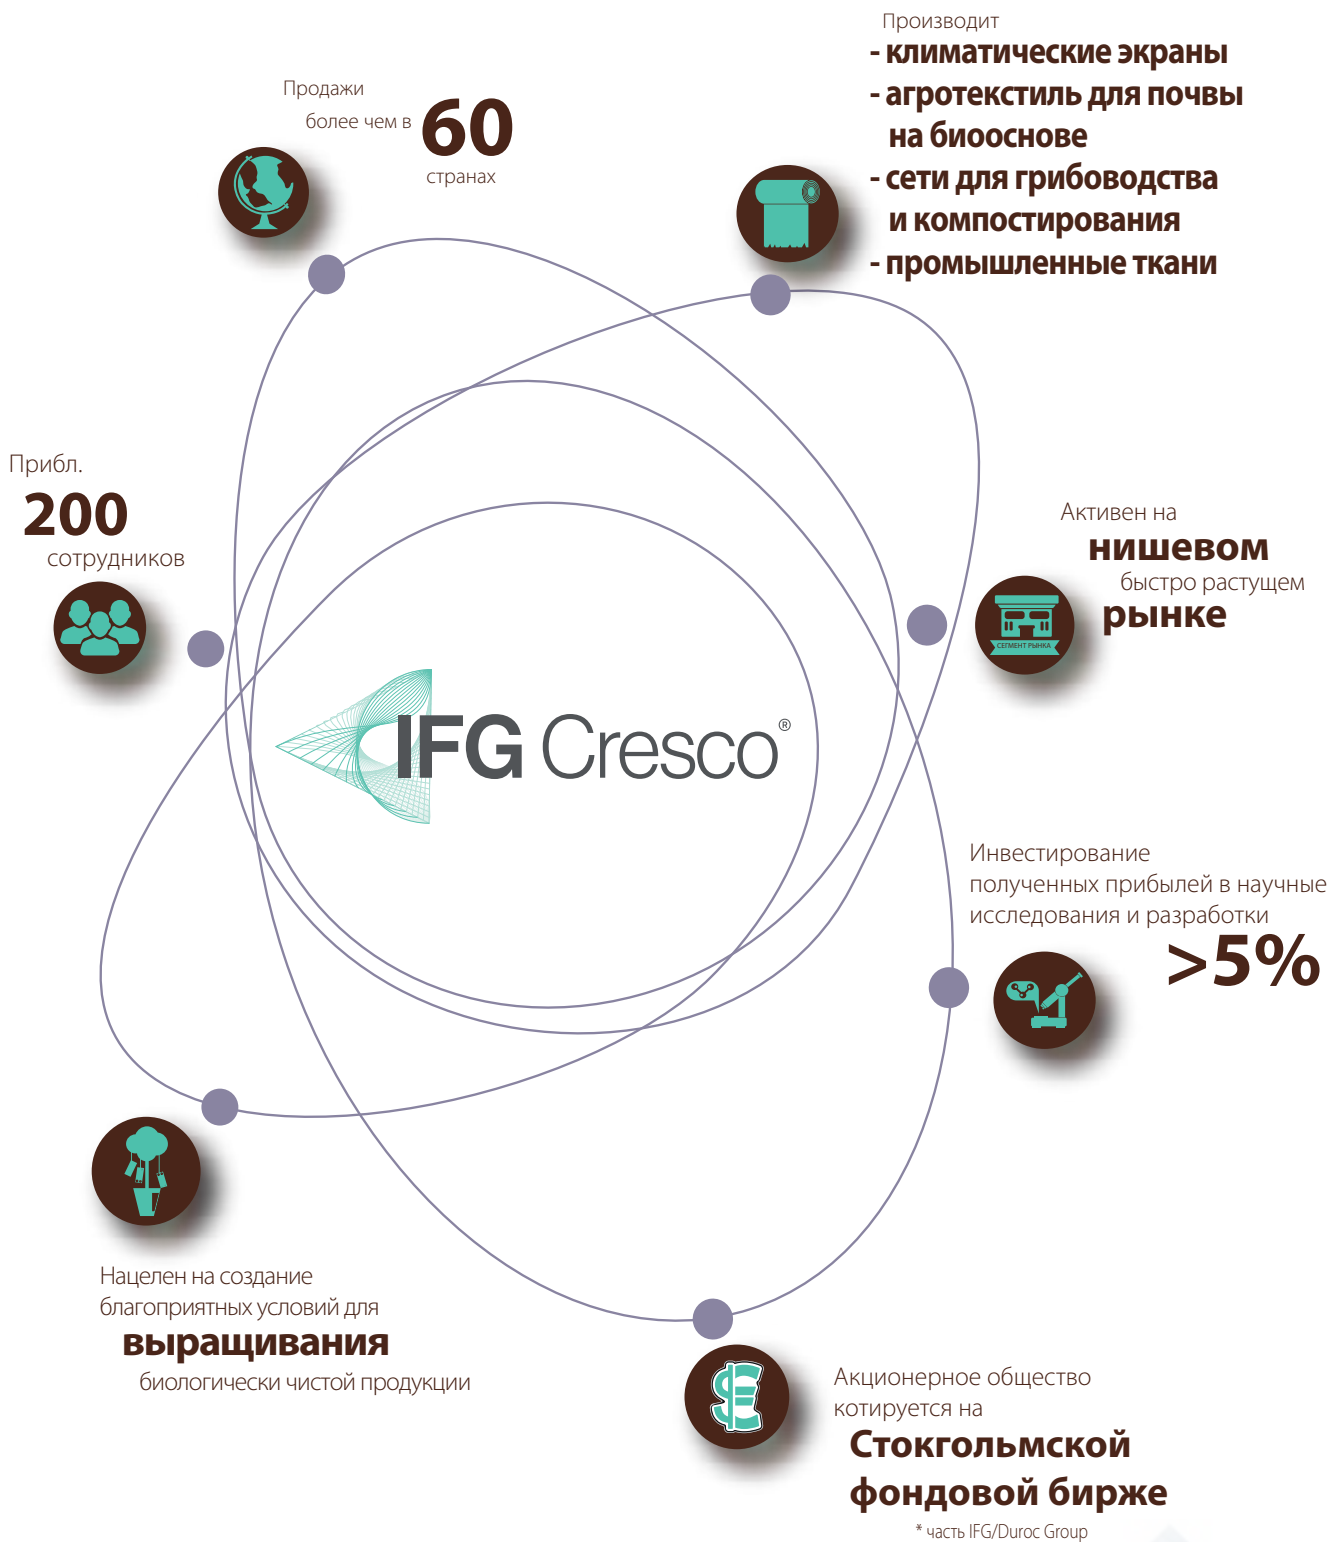 Производит
- климатические экраны
- агротекстиль для почвы
на биооснове
- сети для грибоводства
и компостирования
- промышленные ткани
Продажи
более чем в 60
странах
Прибл.
200
сотрудников
Активен на
нишевом
быстро растущем
рынке
СЕГМЕНТ РЫНКА
IFG Cresco®
Инвестирование
полученных прибылей в научные
исследования и разработки
>5%
Нацелен на создание
благоприятных условий для
выращивания
биологически чистой продукции
Акционерное общество
котируется на
Стокгольмской
фондовой бирже
* часть IFG/Duroc Group